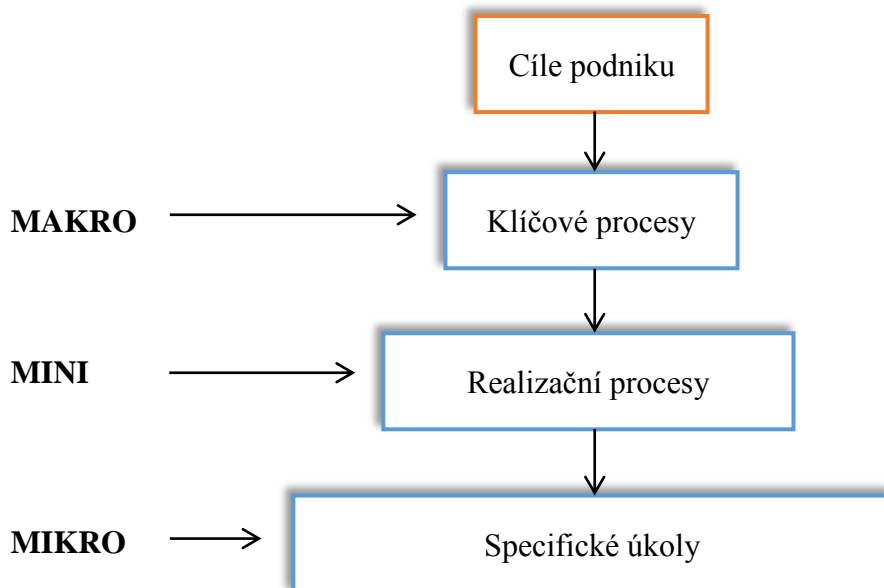 Cíle podniku
MAKRO
Klíčové procesy
MINI
Realizační procesy
MIKRO
Specifické úkoly